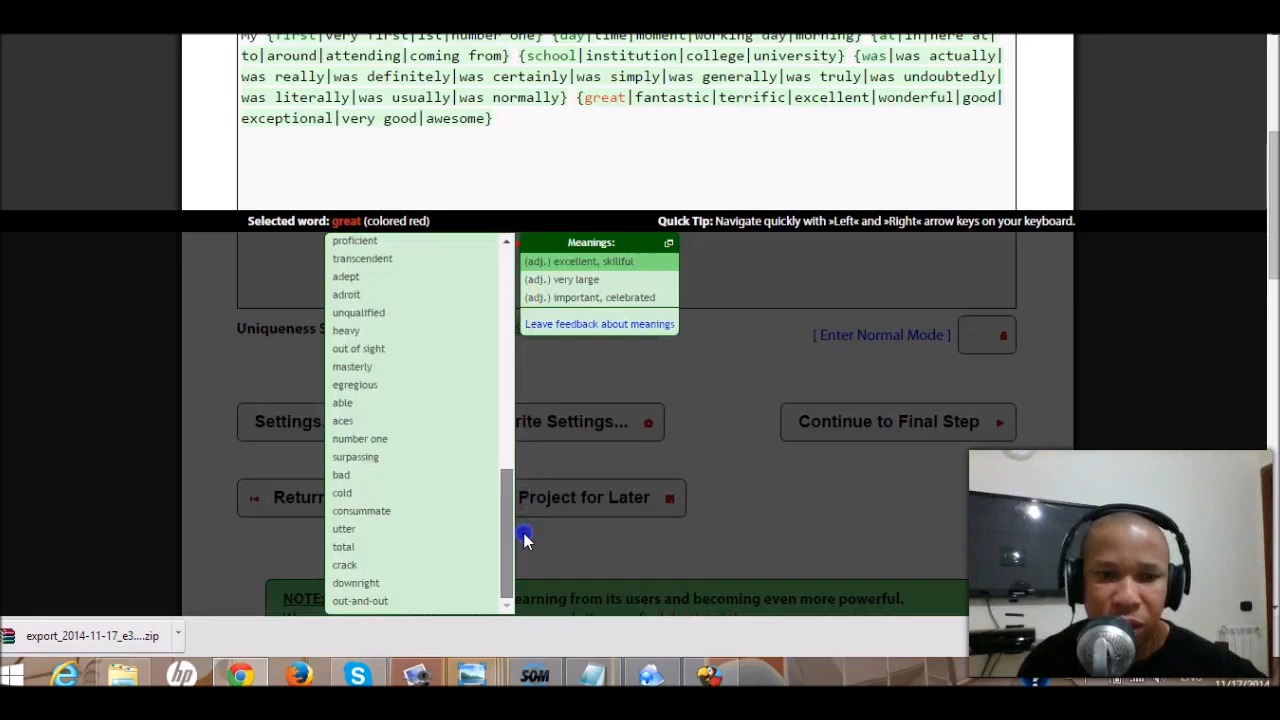 My {first|very first|1st|number one} {day|time|moment|working day|morning} {at|in|here at|
to|around|attending|coming from} {school|institution|college|university} {was|was actually|
was really|was definitely|was certainly|was simply|was generally|was truly|was undoubtedly|
was literally|was usually|was normally} {great|fantastic|terrific|excellent|wonderful|good|
exceptional|very good|awesome}
Selected word: great (colored red)
Quick Tip: Navigate quickly with »Left« and »Right« arrow keys on your keyboard.
proficient
transcendent
adept
adroit
unqualified
heavy
out of sight
masterly
egregious
able
aces
number one
surpassing
bad
cold
consummate
utter
total
crack
downright
out-and-out
Meanings:
(adj.) excellent, skillful
(adj.) very large
(adj.) important, celebrated
Leave feedback about meanings
Uniqueness
[ Enter Normal Mode ]
Settings
rite Settings...
Continue to Final Step
Return
Project for Later
NOTE:
earning from its users and becoming even more powerful.
export_2014-11-17_e3....zip
hp
SOM
11/17/2014